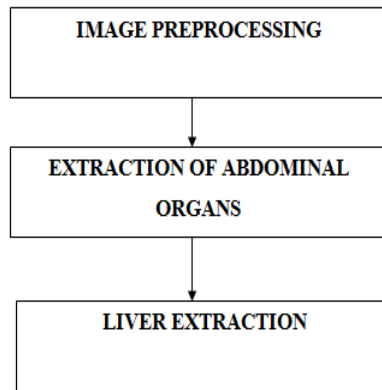 IMAGE PREPROCESSING
EXTRACTION OF ABDOMINAL
ORGANS
LIVER EXTRACTION